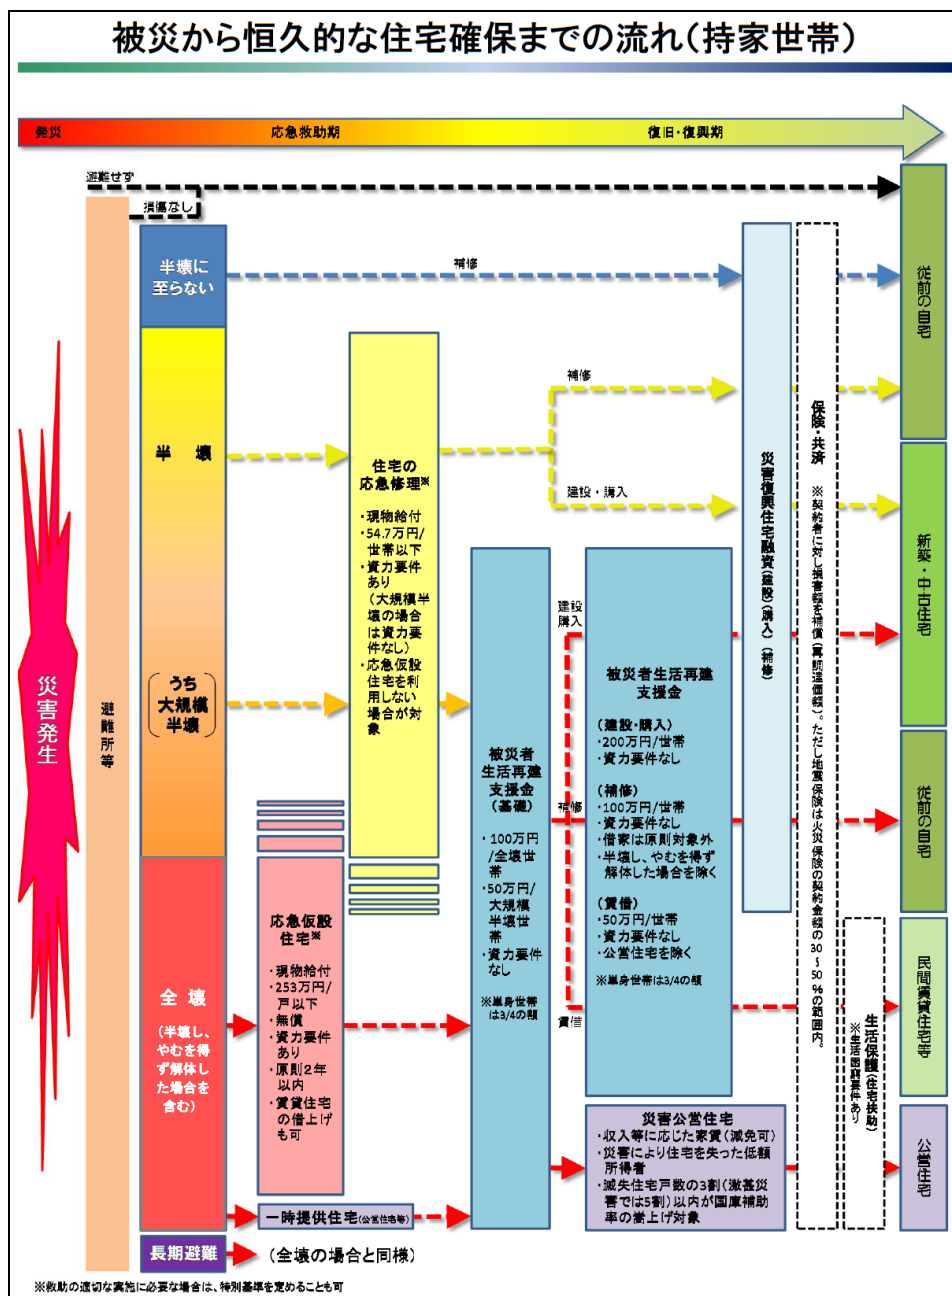 被災から恒久的な住宅確保までの流れ(持家世帯)
発災
応急救助期
復旧・復興期
避難せず
損傷なし
災害発生
避難所等
半壊に
至らない
補修
半 壊
うち
大規模
半壊
全 壊
(半壊し、
やむを得
ず解体し
た場合を
含む)
長期避難
(全壊の場合と同様)
住宅の
応急修理※
・現物給付
・54.7万円/
世帯以下
・資力要件
あり
(大規模半
壊の場合
は資力要
件なし)
・応急仮設
住宅を利
用しない
場合が対
象
応急仮設
住宅※
・現物給付
・253万円/
戸以下
・無償
・資力要件
あり
・原則2年
以内
・賃貸住宅
の借上げ
も可
一時提供住宅(公営住宅等)
被災者
生活再建
支援金
(基礎)
・100万円
/全壊世
帯
・50万円/
大規模
半壊世
帯
・資力要件
なし
※単身世帯
は3/4の額
補修
建設・購入
建設
購入
補修
賃借
被災者生活再建
支援金
(建設・購入)
・200万円/世帯
・資力要件なし
(補修)
・100万円/世帯
・資力要件なし
・借家は原則対象外
・半壊し、やむを得ず
解体した場合を除く
(賃借)
・50万円/世帯
・資力要件なし
・公営住宅を除く
※単身世帯は3/4の額
災害公営住宅
・収入等に応じた家賃(減免可)
・災害により住宅を失った低額
所得者
・滅失住宅戸数の3割(激甚災
害では5割)以内が国庫補助
率の嵩上げ対象
災害復興住宅融資(建設)(購入)(補修)
保険・共済 ※契約者に対し損害額を補償(再調達価額)。ただし地震保険は火災保険の契約金額の30~50%の範囲内。
生活保護(住宅扶助)
※生活困窮要件あり
従前の自宅
新築・中古住宅
従前の自宅
民間賃貸住宅等
公営住宅
※救助の適切な実施に必要な場合は、特別基準を定めることも可